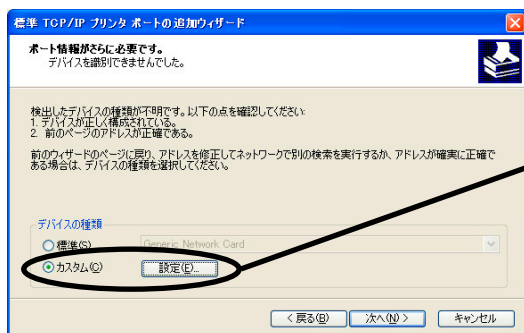 標準 TCP/IP プリンタ ポートの追加ウィザード
ポート情報がさらに必要です。
デバイスを識別できませんでした。
検出したデバイスの種類が不明です。以下の点を確認してください:
1. デバイスが正しく構成されている。
2. 前のページのアドレスが正確である。
前のウィザードのページに戻り、アドレスを修正してネットワークで別の検索を実行するか、アドレスが確実に正確で
ある場合は、デバイスの種類を選択してください。
デバイスの種類
標準(S) Generic Network Card
カスタム(C) 設定(E)...
< 戻る(B) 次へ(N) > キャンセル